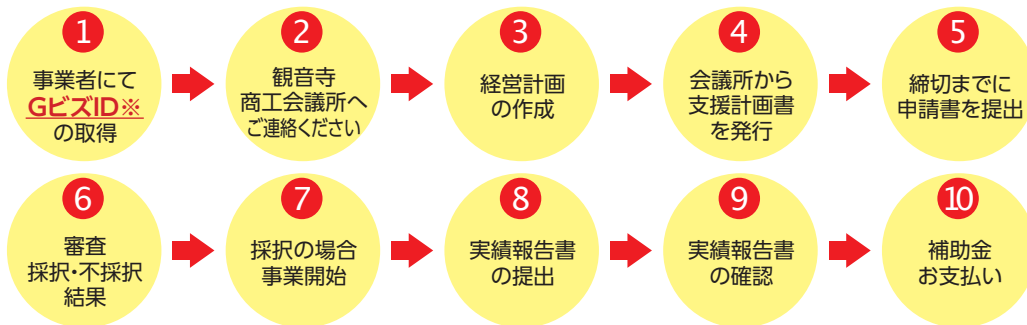 1
事業者にて
GビズID※
の取得
2
観音寺
商工会議所へ
ご連絡ください
3
経営計画
の作成
4
会議所から
支援計画書
を発行
5
締切までに
申請書を提出
6
審査
採択・不採択
結果
7
採択の場合
事業開始
8
実績報告書
の提出
9
実績報告書
の確認
10
補助金
お支払い